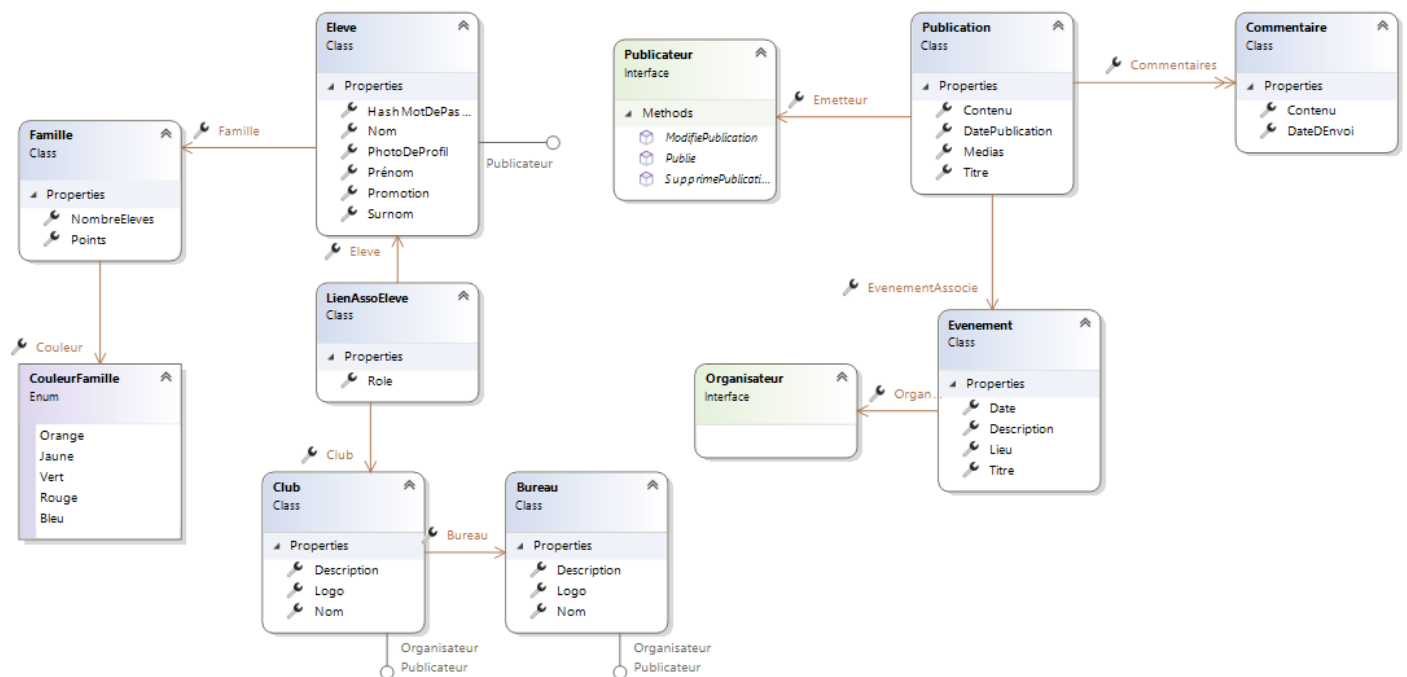 Eleve
Class
Properties
HashMotDePas ...
Nom
PhotoDeProfil
Prénom
Promotion
Surnom
Publicateur
Famille
Famille
Class
Properties
NombreEleves
Points
Couleur
CouleurFamille
Enum
Orange
Jaune
Vert
Rouge
Bleu
Eleve
LienAssoEleve
Class
Properties
Role
Club
Club
Class
Properties
Description
Logo
Nom
Organisateur
Publicateur
Bureau
Bureau
Class
Properties
Description
Logo
Nom
Organisateur
Publicateur
Publicateur
Interface
Methods
ModifiePublication
Publie
SupprimePublicati...
Emetteur
Publication
Class
Properties
Contenu
DatePublication
Medias
Titre
Commentaires
Commentaire
Class
Properties
Contenu
DateDEnvoi
EvenementAssocie
Evenement
Class
Properties
Date
Description
Lieu
Titre
Organ...
Organisateur
Interface